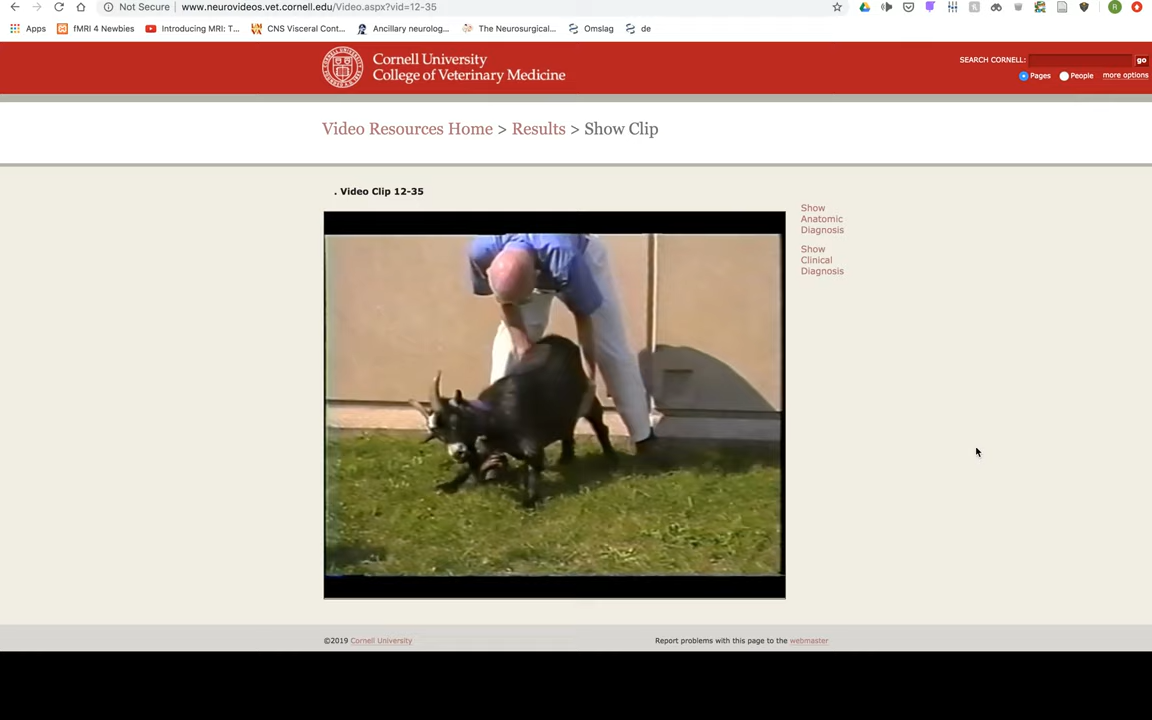 Not Secure www.neurovideos.vet.cornell.edu/Video.aspx?vid=12-35
Apps fMRI 4 Newbies Introducing MRI: T... CNS Visceral Cont... Ancillary neurolog... The Neurosurgical... Omslag de
Cornell University
College of Veterinary Medicine
SEARCH CORNELL: go
Pages People more options
Video Resources Home > Results > Show Clip
. Video Clip 12-35
Show
Anatomic
Diagnosis
Show
Clinical
Diagnosis
©2019 Cornell University
Report problems with this page to the webmaster
R